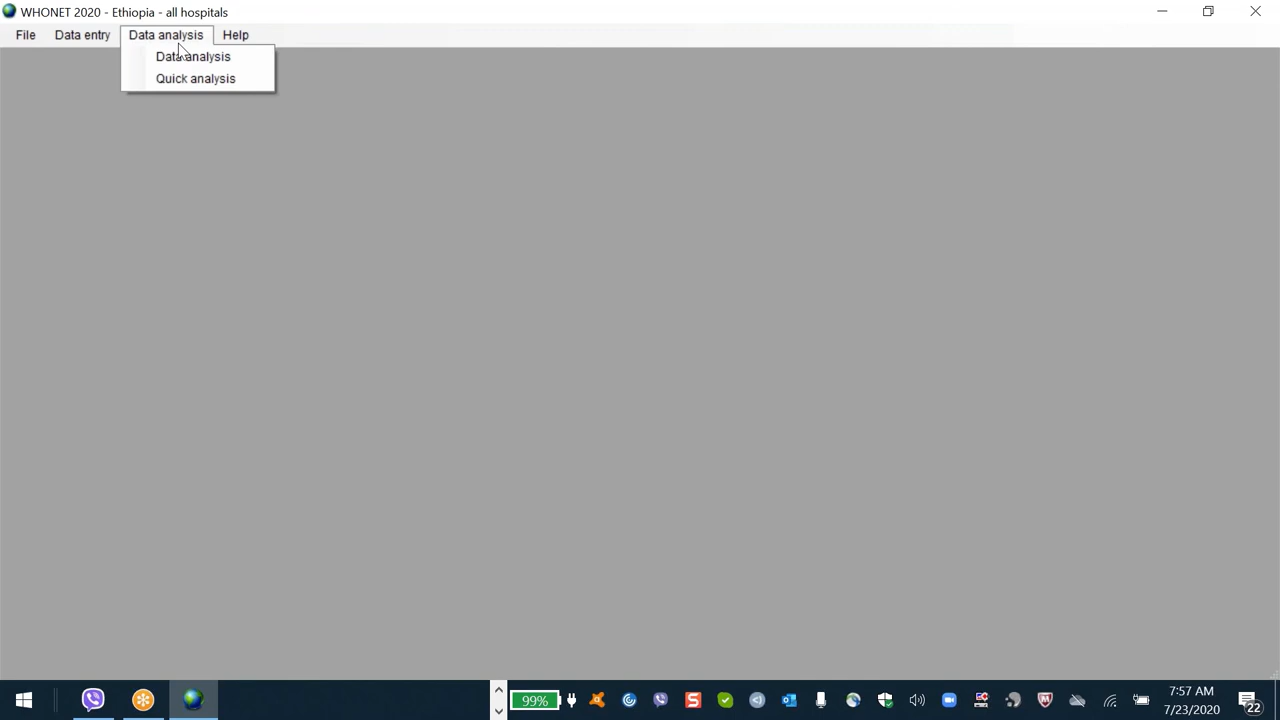 WHONET 2020 - Ethiopia - all hospitals
File Data entry Data analysis Help
Data analysis
Quick analysis
99%
7:57 AM
7/23/2020
22